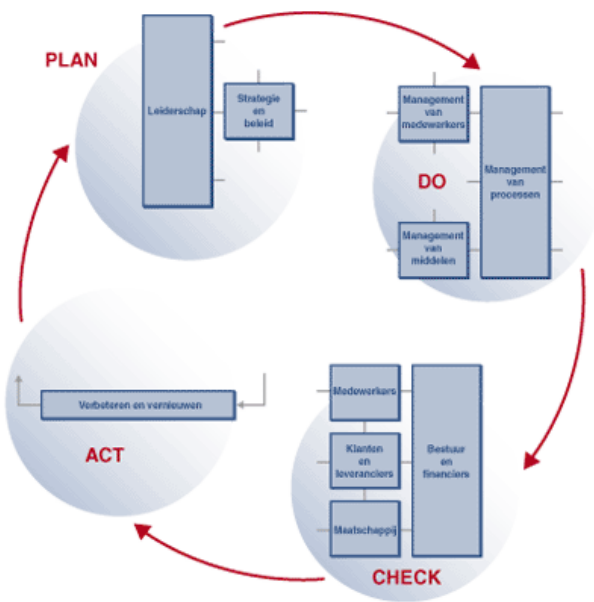 PLAN
Leiderschap
Strategie
en
beleid
Management
van
medewerkers
DO
Management
van
processen
Management
van
middelen
Medewerkers
Klanten
en
leveranciers
Maatschappij
Bestuur
en
financiers
CHECK
Verbeteren en vernieuwen
ACT